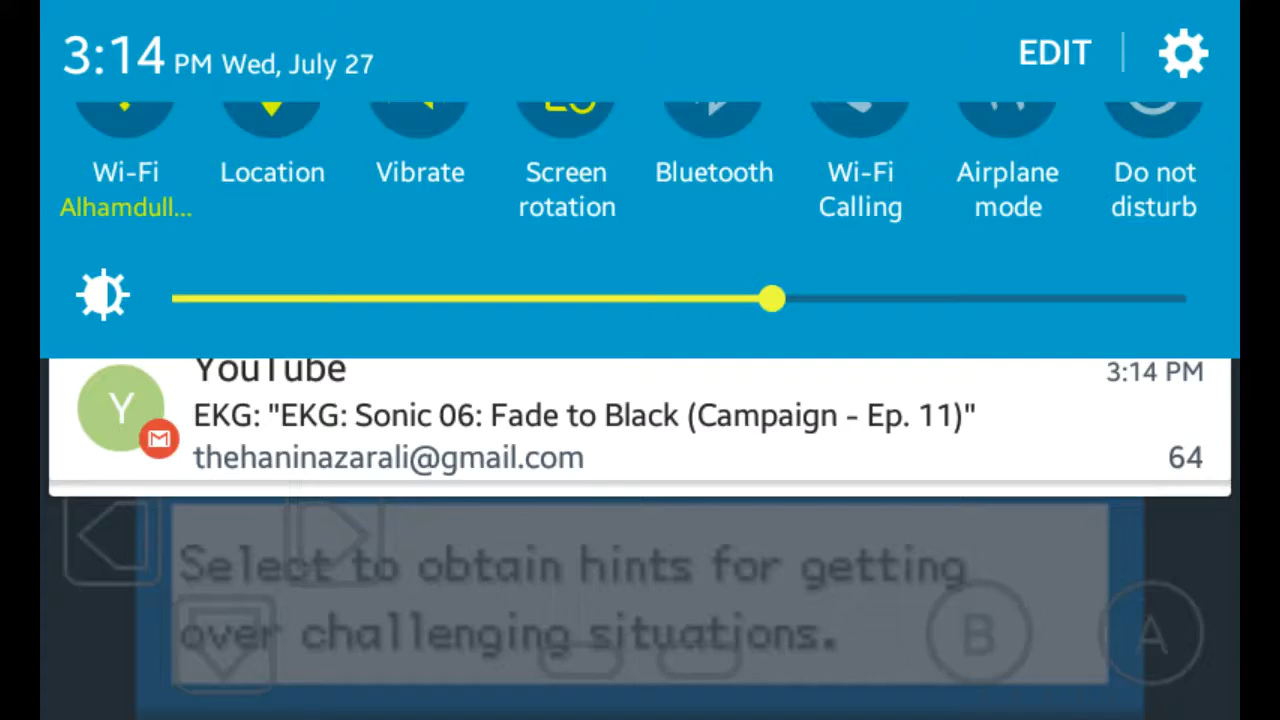 3:14 PM Wed, July 27 EDIT
Wi-Fi Location Vibrate Screen rotation Bluetooth Wi-Fi Calling Airplane mode Do not disturb
Alhamdull...
YouTube 3:14 PM
Y
EKG: "EKG: Sonic 06: Fade to Black (Campaign - Ep. 11)"
thehaninazarali@gmail.com 64
Select to obtain hints for getting
over challenging situations.
B A